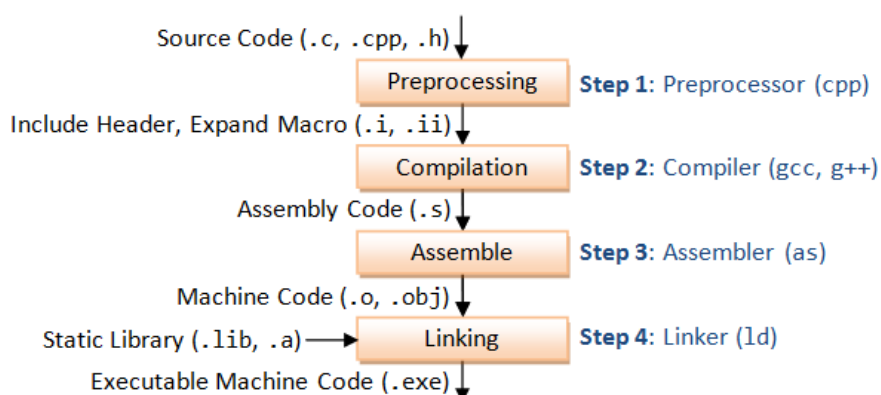 Source Code (.c, .cpp, .h)
Preprocessing
Step 1: Preprocessor (cpp)
Include Header, Expand Macro (.i, .ii)
Compilation
Step 2: Compiler (gcc, g++)
Assembly Code (.s)
Assemble
Step 3: Assembler (as)
Machine Code (.o, .obj)
Static Library (.lib, .a)
Linking
Step 4: Linker (ld)
Executable Machine Code (.exe)